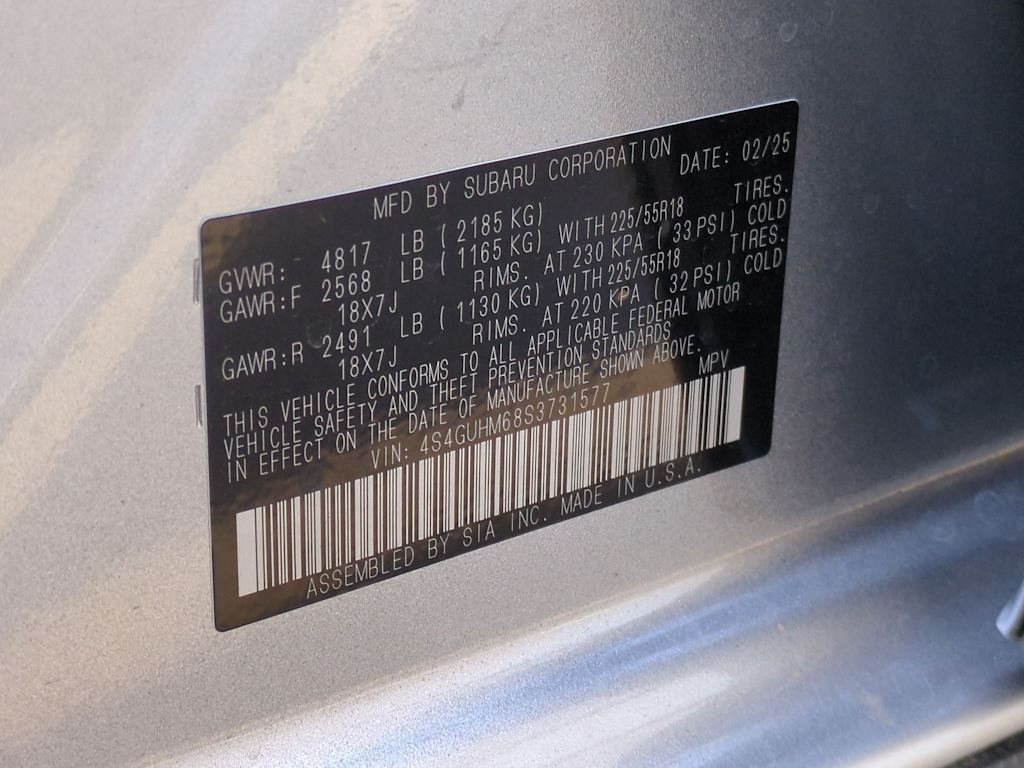 MFD BY SUBARU CORPORATION DATE: 02/25
GVWR: 4817 LB ( 2185 KG)
GAWR:F 2568 LB ( 1165 KG) WITH 225/55R18 TIRES.
18X7J RIMS. AT 230 KPA ( 33 PSI) COLD
GAWR:R 2491 LB ( 1130 KG) WITH 225/55R18 TIRES.
18X7J RIMS. AT 220 KPA ( 32 PSI) COLD
THIS VEHICLE CONFORMS TO ALL APPLICABLE FEDERAL MOTOR
VEHICLE SAFETY AND THEFT PREVENTION STANDARDS
IN EFFECT ON THE DATE OF MANUFACTURE SHOWN ABOVE.
VIN: 4S4GUHM68S3731577 MPV
ASSEMBLED BY SIA INC. MADE IN U.S.A.